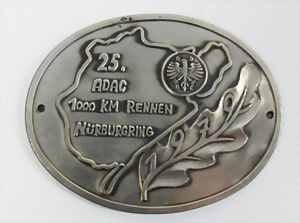 25.
ADAC
1000 KM RENNEN
NÜRBURGRING
1979